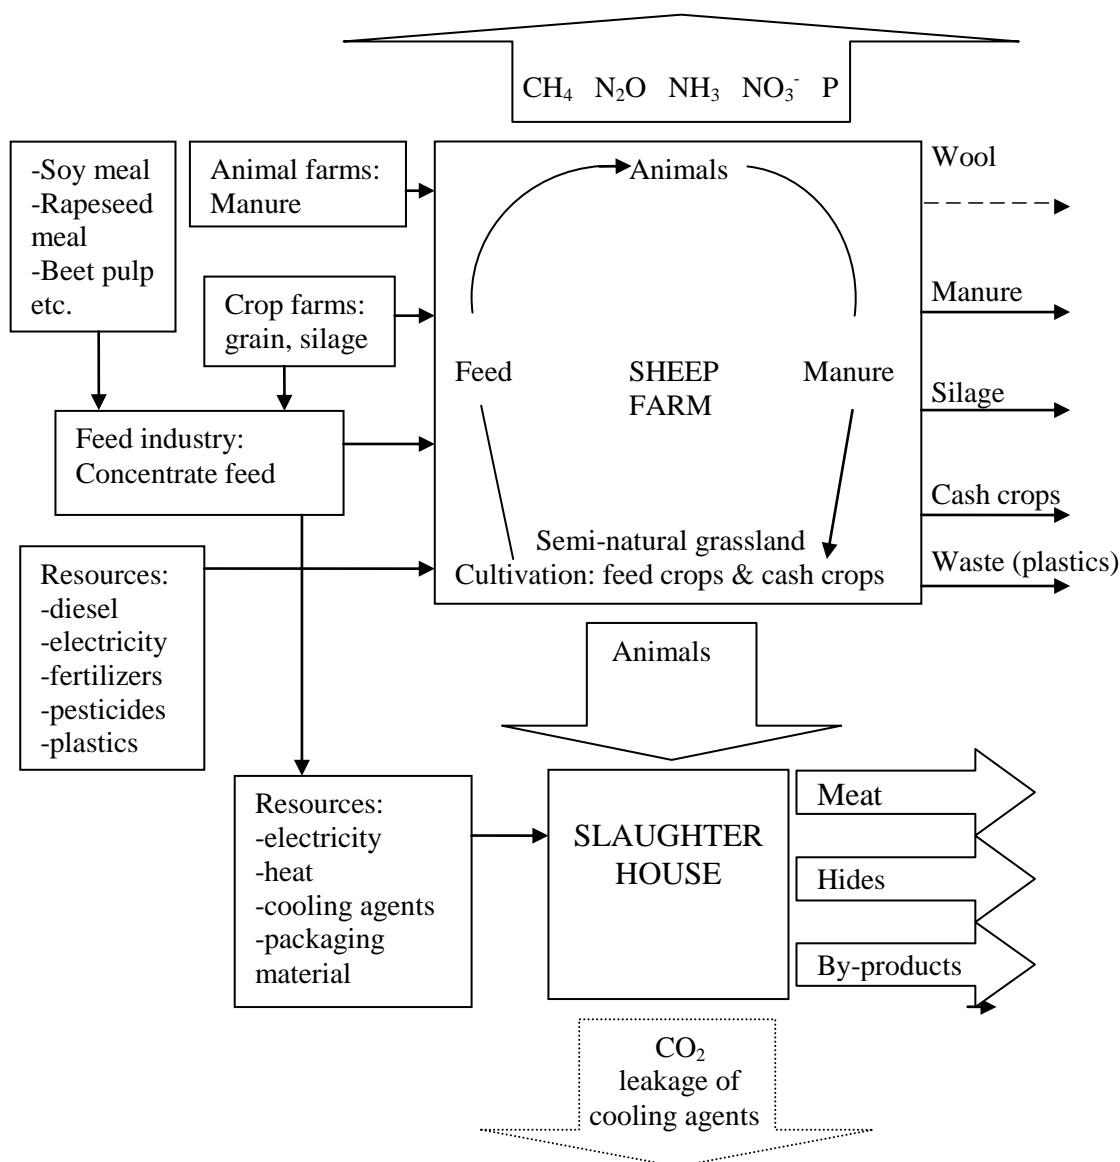 CH₄ N₂O NH₃ NO₃⁻ P
-Soy meal
-Rapeseed
meal
-Beet pulp
etc.
Animal farms:
Manure
Crop farms:
grain, silage
Feed industry:
Concentrate feed
Resources:
-diesel
-electricity
-fertilizers
-pesticides
-plastics
Animals
Feed
SHEEP
FARM
Manure
Semi-natural grassland
Cultivation: feed crops & cash crops
Wool
Manure
Silage
Cash crops
Waste (plastics)
Animals
Resources:
-electricity
-heat
-cooling agents
-packaging
material
SLAUGHTER
HOUSE
Meat
Hides
By-products
CO₂
leakage of
cooling agents